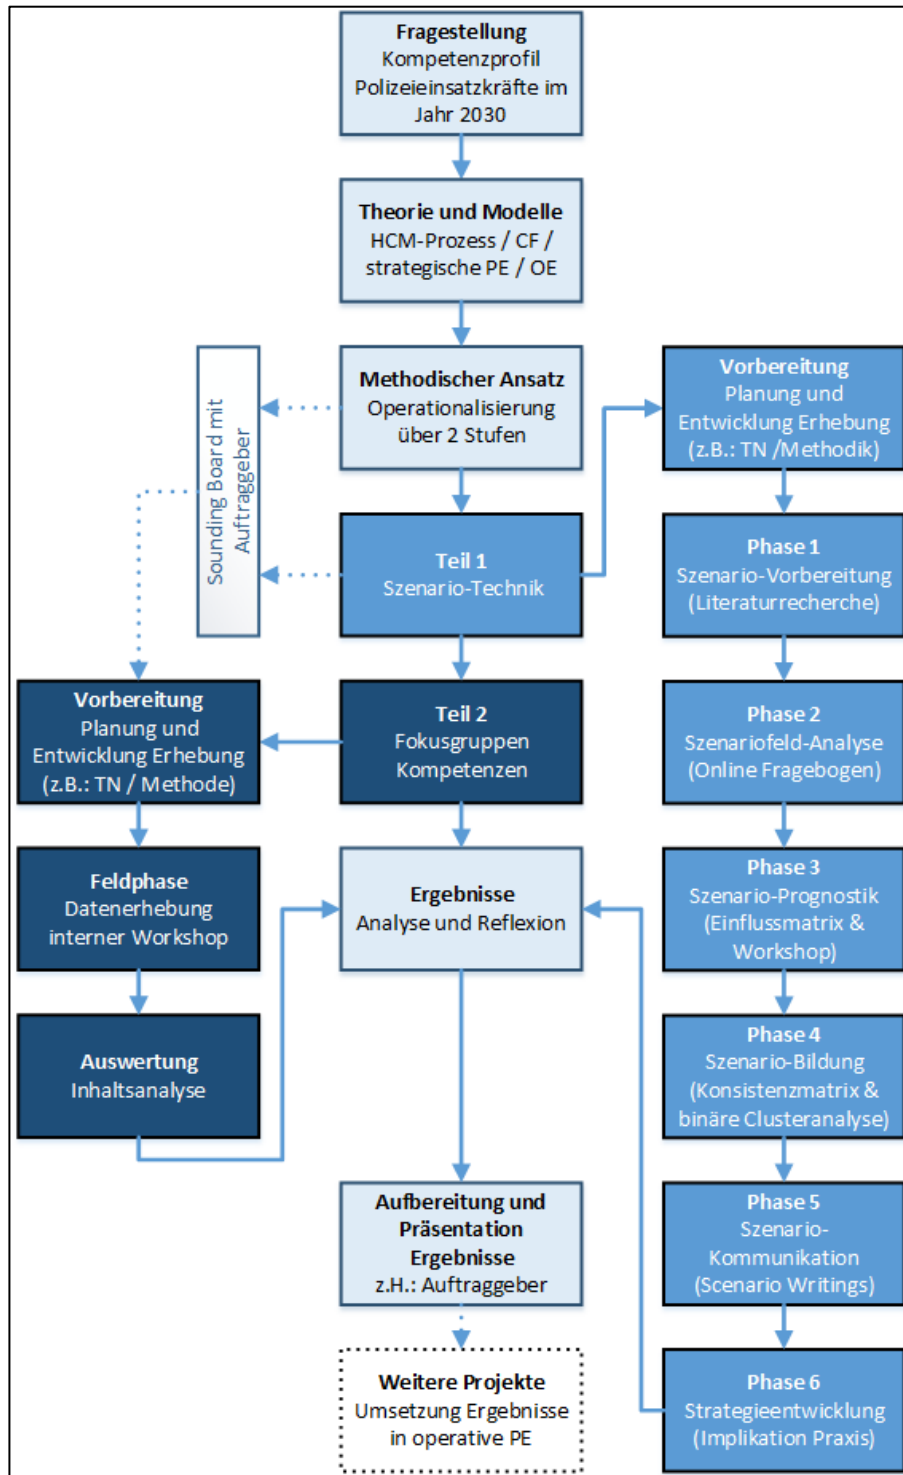 Fragestellung
Kompetenzprofil
Polizeieinsatzkräfte im
Jahr 2030
Theorie und Modelle
HCM-Prozess / CF /
strategische PE / OE
Methodischer Ansatz
Operationalisierung
über 2 Stufen
Sounding Board mit
Auftraggeber
Teil 1
Szenario-Technik
Teil 2
Fokusgruppen
Kompetenzen
Vorbereitung
Planung und
Entwicklung Erhebung
(z.B.: TN / Methode)
Feldphase
Datenerhebung
interner Workshop
Auswertung
Inhaltsanalyse
Ergebnisse
Analyse und Reflexion
Aufbereitung und
Präsentation
Ergebnisse
z.H.: Auftraggeber
Weitere Projekte
Umsetzung Ergebnisse
in operative PE
Vorbereitung
Planung und
Entwicklung Erhebung
(z.B.: TN /Methodik)
Phase 1
Szenario-Vorbereitung
(Literaturrecherche)
Phase 2
Szenariofeld-Analyse
(Online Fragebogen)
Phase 3
Szenario-Prognostik
(Einflussmatrix &
Workshop)
Phase 4
Szenario-Bildung
(Konsistenzmatrix &
binäre Clusteranalyse)
Phase 5
Szenario-
Kommunikation
(Scenario Writings)
Phase 6
Strategieentwicklung
(Implikation Praxis)